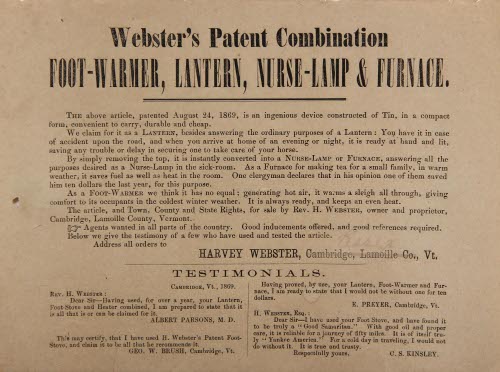 Webster's Patent Combination
FOOT-WARMER, LANTERN, NURSE-LAMP & FURNACE.
THE above article, patented August 24, 1869, is an ingenious device constructed of Tin, in a compact
form, convenient to carry, durable and cheap.
We claim for it as a LANTERN, besides answering the ordinary purposes of a Lantern: You have it in case
of accident upon the road, and when you arrive at home of an evening or night, it is ready at hand and lit,
saving any trouble or delay in securing one to take care of your horse.
By simply removing the top, it is instantly converted into a NURSE-LAMP OF FURNACE, answering all the
purposes desired as a Nurse-Lamp in the sick-room. As a Furnace for making tea for a small family, in warm
weather, it saves fuel as well as heat in the room. One clergyman declares that in his opinion one of them saved
him ten dollars the last year, for this purpose.
As a FOOT-WARMER we think it has no equal; generating hot air, it warms a sleigh all through, giving
comfort to its occupants in the coldest winter weather. It is always ready, and keeps an even heat.
The article, and Town, County and State Rights, for sale by Rev. H. WEBSTER, owner and proprietor,
Cambridge, Lamoille County, Vermont.
☞ Agents wanted in all parts of the country. Good inducements offered, and good references required.
Below we give the testimony of a few who have used and tested the article.
Address all orders to
HARVEY WEBSTER, Cambridge, Lamoille Co., Vt.
TESTIMONIALS.
CAMBRIDGE, VT., 1869.
REV. H. WEBSTER:
Dear Sir—Having used, for over a year, your Lantern,
Foot-Stove and Heater combined, I am prepared to state that it
is all that is or can be claimed for it.
ALBERT PARSONS, M. D.
This may certify, that I have used H. Webster's Patent Foot-
Stove, and claim it to be all that he recommends it.
GEO. W. BRUSH, Cambridge, Vt.
Having proved, by use, your Lantern, Foot-Warmer and Fur-
nace, I am ready to state that I would not be without one for ten
dollars.
E. PREYER, Cambridge, Vt.
H. WEBSTER, ESQ.:
Dear Sir—I have used your Foot Stove, and have found it
to be truly a "Good Samaritan." With good oil and proper
care, it is reliable for a journey of fifty miles. It is of itself tru-
ly "Yankee America." For a cold day in traveling, I would not
do without it. It is true and trusty.
Respectfully yours,
C. S. KINSLEY.